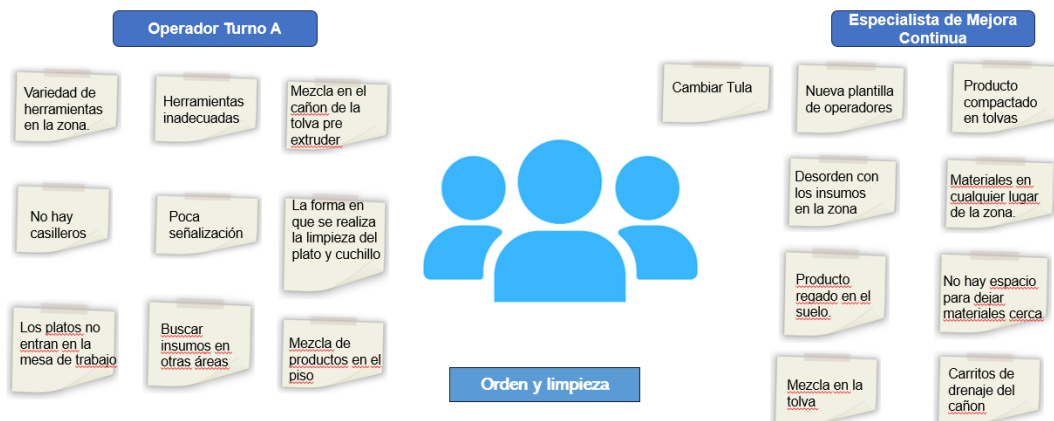 Operador Turno A
Variedad de
herramientas
en la zona.
Herramientas
inadecuadas
Mezcla en el
cañon de la
tolva pre
extruder
No hay
casilleros
Poca
señalización
La forma en
que se realiza
la limpieza del
plato y cuchillo
Los platos no
entran en la
mesa de trabajo
Buscar
insumos en
otras áreas
Mezcla de
productos en el
piso
Orden y limpieza
Especialista de Mejora
Continua
Cambiar Tula
Nueva plantilla
de operadores
Producto
compactado
en tolvas
Desorden con
los insumos
en la zona
Materiales en
cualquier lugar
de la zona.
Producto
regado en el
suelo.
No hay espacio
para dejar
materiales cerca
Mezcla en la
tolva
Carritos de
drenaje del
cañon